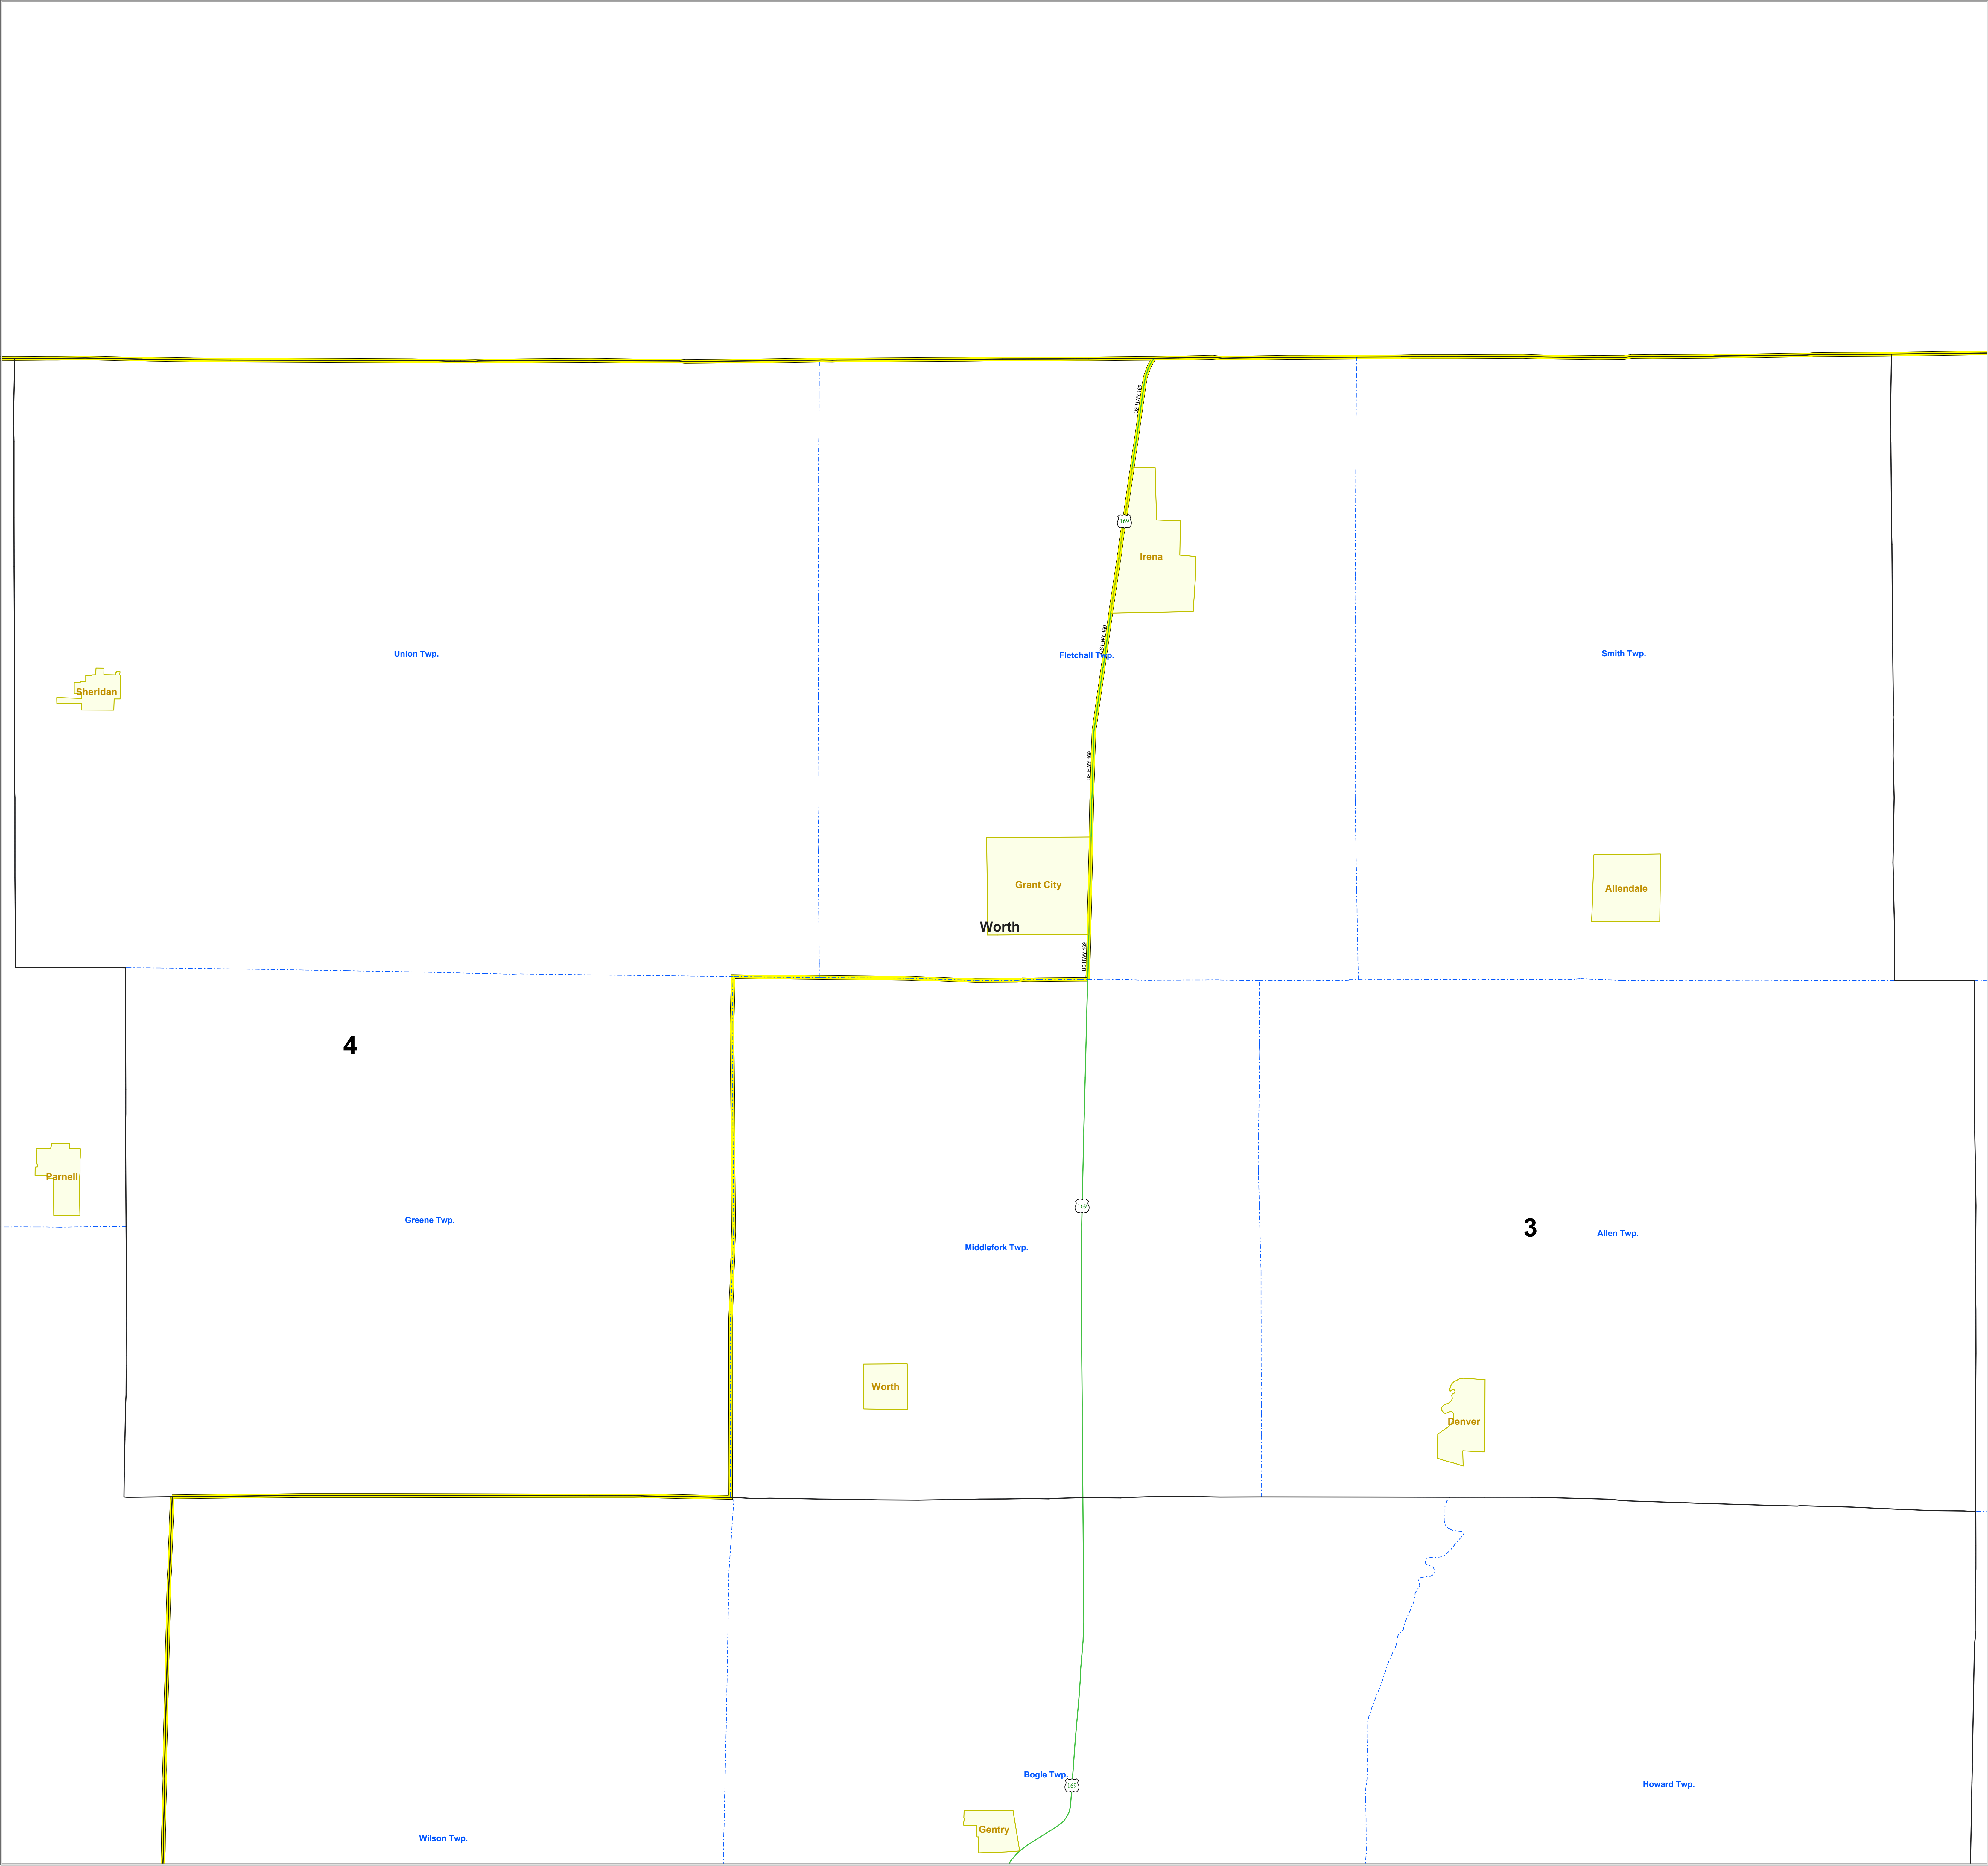 US HWY 169
169
Irena
US HWY 169
Union Twp.
Fletchall Twp.
Smith Twp.
Sheridan
US HWY 169
Grant City
Allendale
Worth
US HWY 169
4
Parnell
169
Greene Twp.
3
Allen Twp.
Middlefork Twp.
Worth
Denver
Bogle Twp.
169
Howard Twp.
Gentry
Wilson Twp.